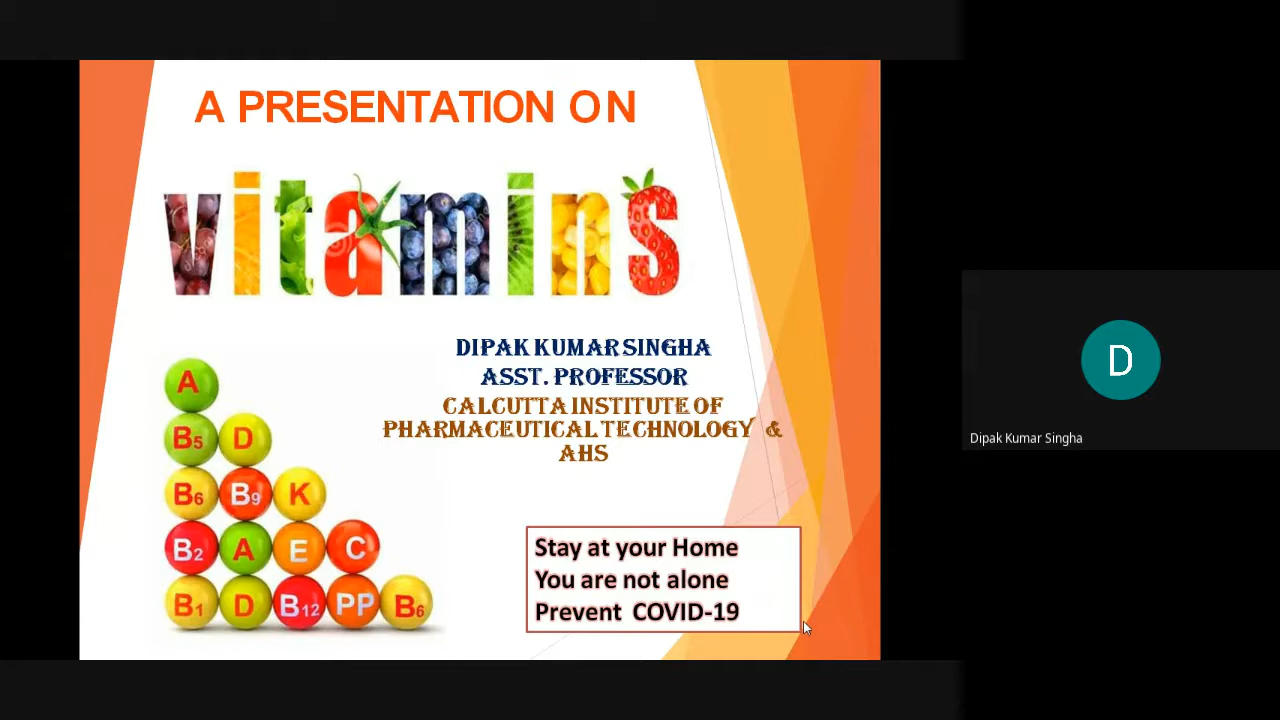 A PRESENTATION ON
vitamins
DIPAK KUMAR SINGHA
ASST. PROFESSOR
CALCUTTA INSTITUTE OF
PHARMACEUTICAL TECHNOLOGY &
AHS
A
B5 D
B6 B9 K
B2 A E C
B1 D B12 PP B6
Stay at your Home
You are not alone
Prevent COVID-19
D
Dipak Kumar Singha